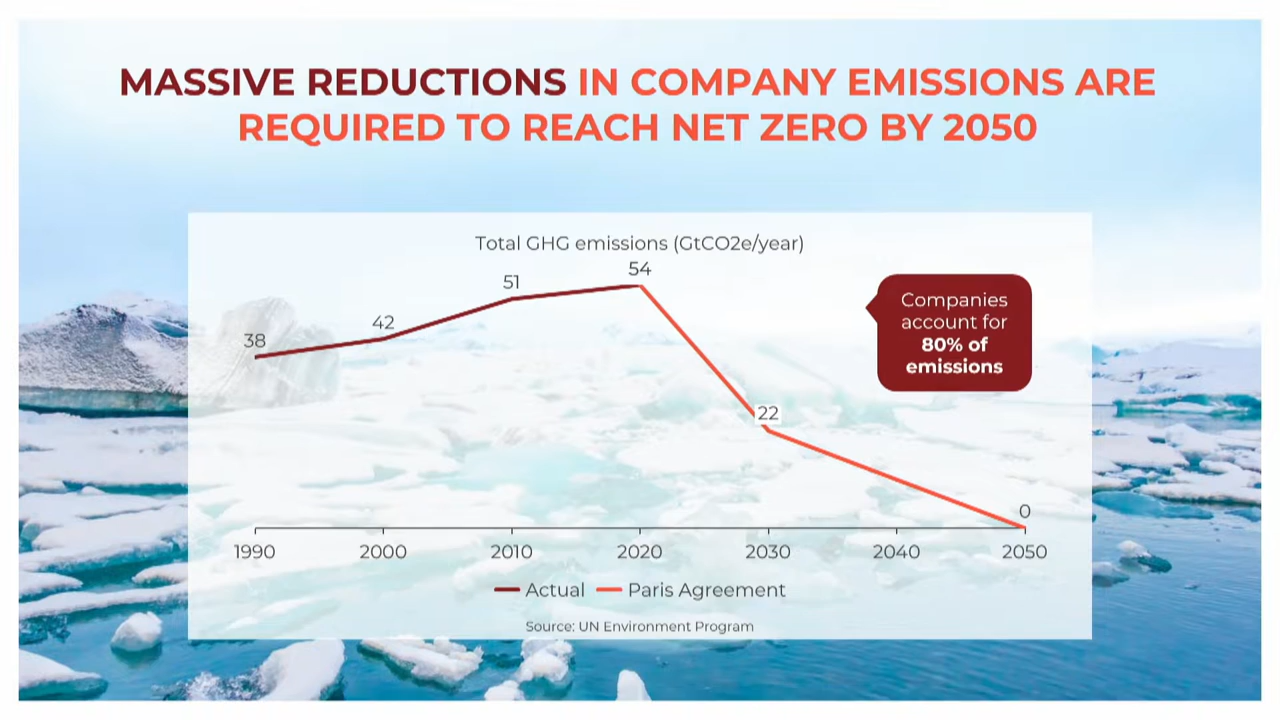 MASSIVE REDUCTIONS IN COMPANY EMISSIONS ARE
REQUIRED TO REACH NET ZERO BY 2050
Total GHG emissions (GtCO2e/year)
54
51
42
38
22
0
Companies
account for
80% of
emissions
1990
2000
2010
2020
2030
2040
2050
Actual
Paris Agreement
Source: UN Environment Program